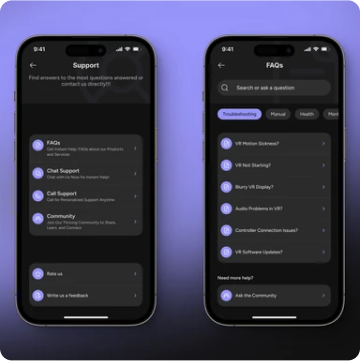 9:41
Support
Find answers to the most questions answered or
contact us directly!!!
FAQs
Get Instant Help: FAQs about our Products
and Services
Chat Support
Chat with Us Now for Instant Help!
Call Support
Call for Personalized Support Anytime
Community
Join Our Thriving Community to Share,
Learn, and Connect
Rate us
Write us a feedback
9:41
FAQs
Search or ask a question
Troubleshooting
Manual
Health
VR Motion Sickness?
VR Not Starting?
Blurry VR Display?
Audio Problems in VR?
Controller Connection Issues?
VR Software Updates?
Need more help?
Ask the Community